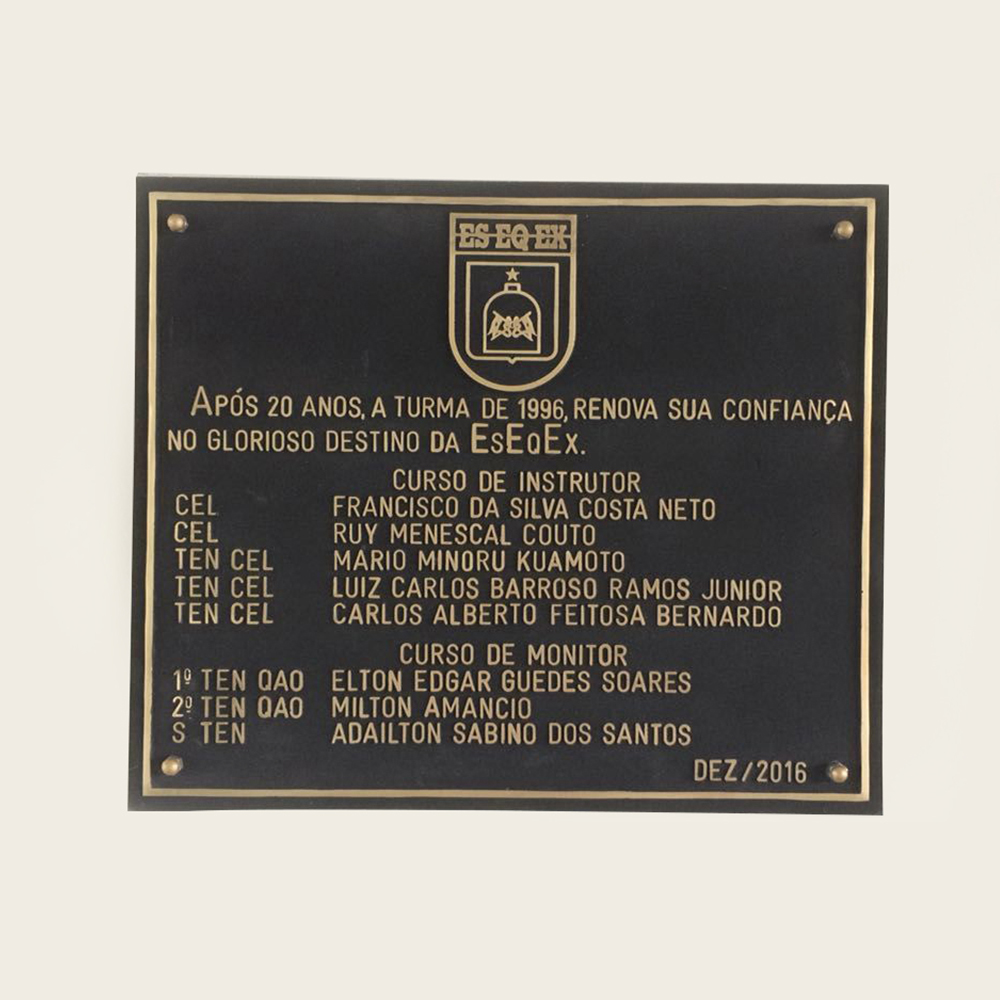 ES EQ EX
APÓS 20 ANOS, A TURMA DE 1996, RENOVA SUA CONFIANÇA
NO GLORIOSO DESTINO DA EsEqEx.
CURSO DE INSTRUTOR
CEL FRANCISCO DA SILVA COSTA NETO
CEL RUY MENESCAL COUTO
TEN CEL MARIO MINORU KUAMOTO
TEN CEL LUIZ CARLOS BARROSO RAMOS JUNIOR
TEN CEL CARLOS ALBERTO FEITOSA BERNARDO
CURSO DE MONITOR
1º TEN QAO ELTON EDGAR GUEDES SOARES
2º TEN QAO MILTON AMANCIO
S TEN ADAILTON SABINO DOS SANTOS
DEZ/2016